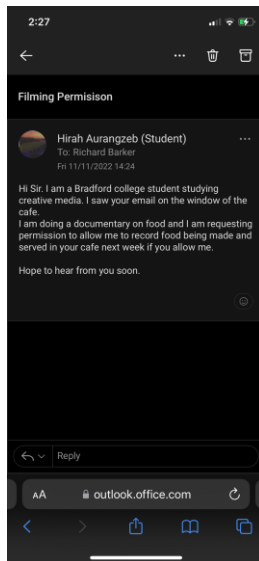 2:27
Filming Permisison
Hirah Aurangzeb (Student)
To: Richard Barker
Fri 11/11/2022 14:24
Hi Sir. I am a Bradford college student studying
creative media. I saw your email on the window of the
cafe.
I am doing a documentary on food and I am requesting
permission to allow me to record food being made and
served in your cafe next week if you allow me.
Hope to hear from you soon.
Reply
AA outlook.office.com